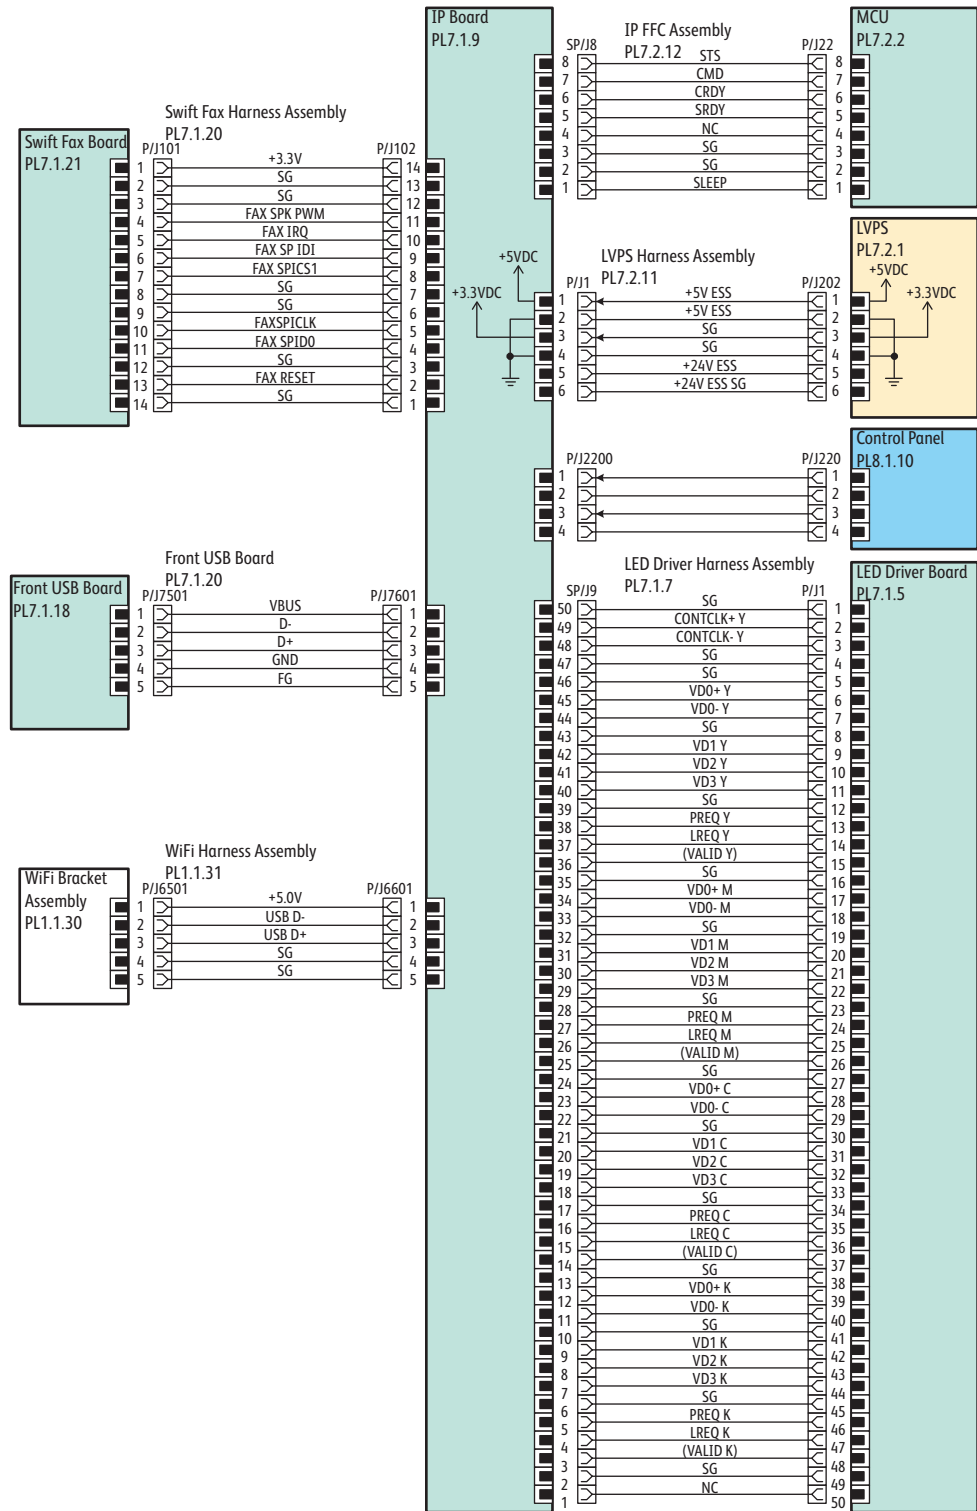 IP Board
PL7.1.9
IP FFC Assembly
PL7.2.12
SP/J8
P/J22
MCU
PL7.2.2
8 STS 8
7 CMD 7
6 CRDY 6
5 SRDY 5
4 NC 4
3 SG 3
2 SG 2
1 SLEEP 1
Swift Fax Harness Assembly
PL7.1.20
Swift Fax Board
PL7.1.21
P/J101
P/J102
1 +3.3V 14
2 SG 13
3 SG 12
4 FAX SPK PWM 11
5 FAX IRQ 10
6 FAX SP IDI 9
7 FAX SPICS1 8
8 SG 7
9 SG 6
10 FAXSPICLK 5
11 FAX SPID0 4
12 SG 3
13 FAX RESET 2
14 SG 1
+5VDC
+3.3VDC
LVPS Harness Assembly
PL7.2.11
P/J1
P/J202
LVPS
PL7.2.1
+5VDC
+3.3VDC
1 +5V ESS 1
2 +5V ESS 2
3 SG 3
4 SG 4
5 +24V ESS 5
6 +24V ESS SG 6
P/J2200
P/J220
Control Panel
PL8.1.10
1 1
2 2
3 3
4 4
Front USB Board
PL7.1.20
Front USB Board
PL7.1.18
P/J7501
P/J7601
1 VBUS 1
2 D- 2
3 D+ 3
4 GND 4
5 FG 5
WiFi Harness Assembly
PL1.1.31
WiFi Bracket
Assembly
PL1.1.30
P/J6501
P/J6601
1 +5.0V 1
2 USB D- 2
3 USB D+ 3
4 SG 4
5 SG 5
LED Driver Harness Assembly
PL7.1.7
SP/J9
P/J1
LED Driver Board
PL7.1.5
50 SG 1
49 CONTCLK+ Y 2
48 CONTCLK- Y 3
47 SG 4
46 SG 5
45 VD0+ Y 6
44 VD0- Y 7
43 SG 8
42 VD1 Y 9
41 VD2 Y 10
40 VD3 Y 11
39 SG 12
38 PREQ Y 13
37 LREQ Y 14
36 (VALID Y) 15
35 SG 16
34 VD0+ M 17
33 VD0- M 18
32 SG 19
31 VD1 M 20
30 VD2 M 21
29 VD3 M 22
28 SG 23
27 PREQ M 24
26 LREQ M 25
25 (VALID M) 26
24 SG 27
23 VD0+ C 28
22 VD0- C 29
21 SG 30
20 VD1 C 31
19 VD2 C 32
18 VD3 C 33
17 SG 34
16 PREQ C 35
15 LREQ C 36
14 (VALID C) 37
13 SG 38
12 VD0+ K 39
11 VD0- K 40
10 SG 41
9 VD1 K 42
8 VD2 K 43
7 VD3 K 44
6 SG 45
5 PREQ K 46
4 LREQ K 47
3 (VALID K) 48
2 SG 49
1 NC 50